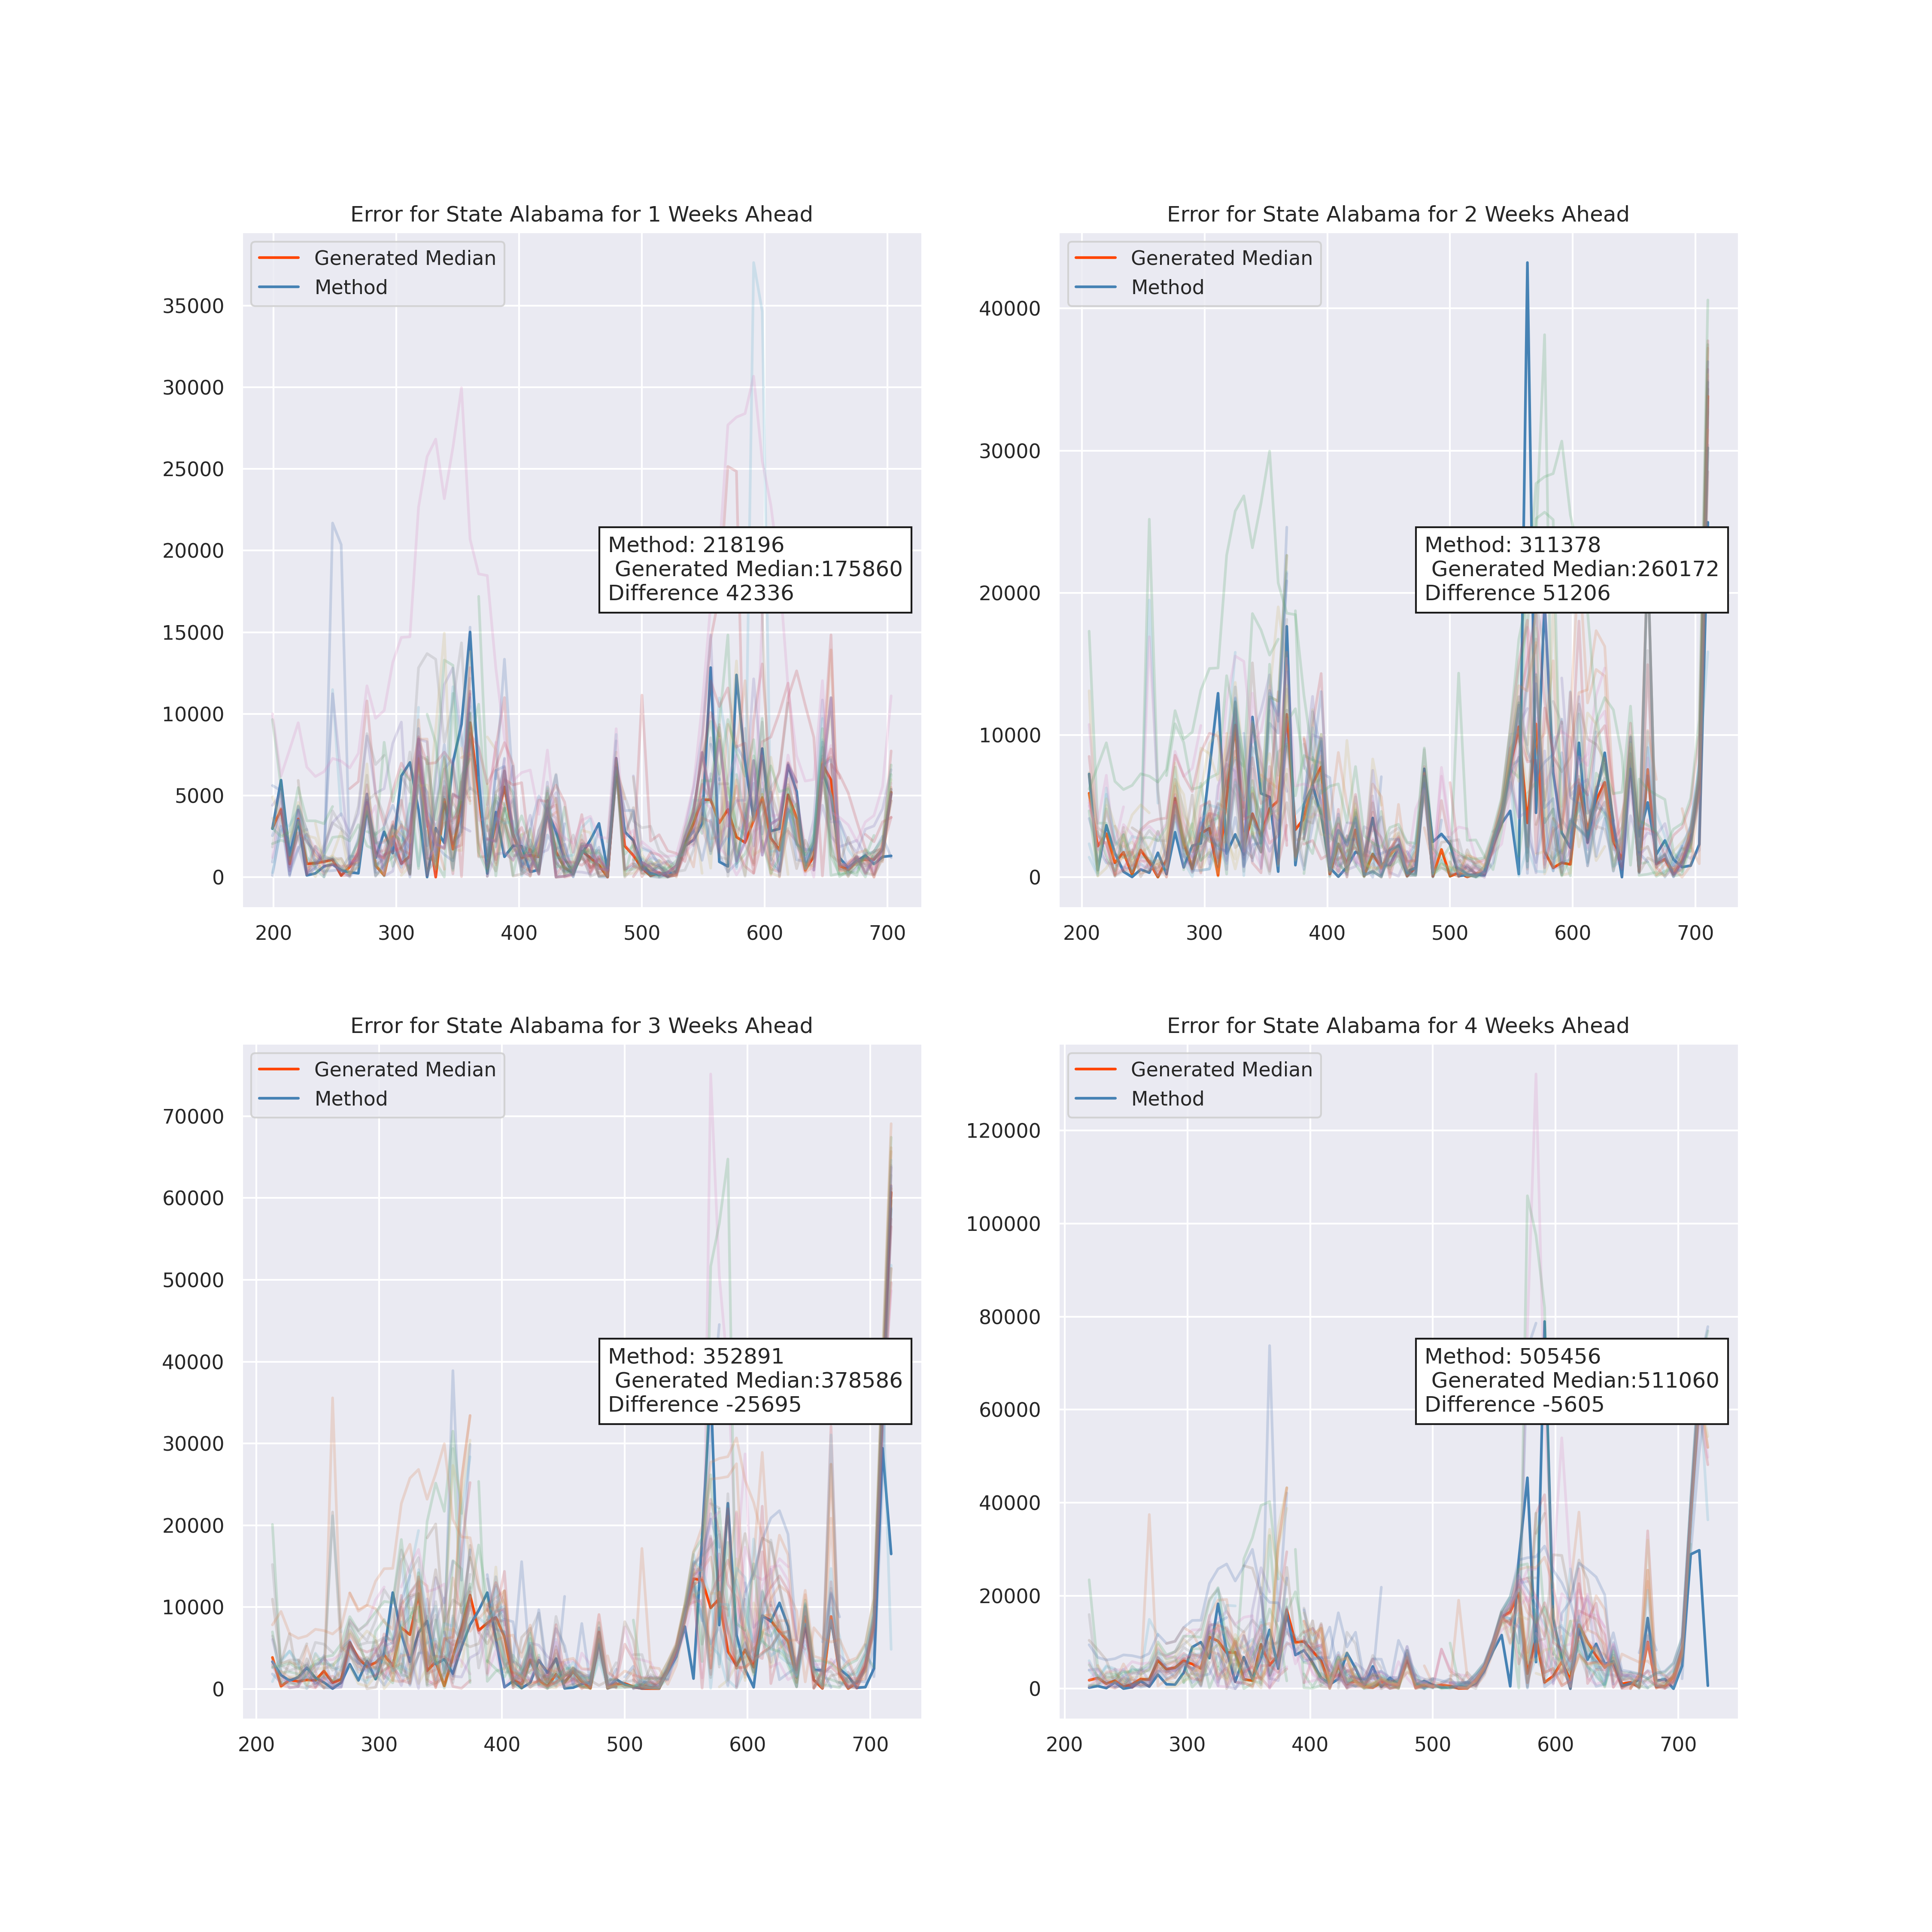 Error for State Alabama for 1 Weeks Ahead
Generated Median
Method
35000
30000
25000
20000
15000
10000
5000
0
Method: 218196
Generated Median:175860
Difference 42336
200 300 400 500 600 700
Error for State Alabama for 2 Weeks Ahead
Generated Median
Method
40000
30000
20000
10000
0
Method: 311378
Generated Median:260172
Difference 51206
200 300 400 500 600 700
Error for State Alabama for 3 Weeks Ahead
Generated Median
Method
70000
60000
50000
40000
30000
20000
10000
0
Method: 352891
Generated Median:378586
Difference -25695
200 300 400 500 600 700
Error for State Alabama for 4 Weeks Ahead
Generated Median
Method
120000
100000
80000
60000
40000
20000
0
Method: 505456
Generated Median:511060
Difference -5605
200 300 400 500 600 700